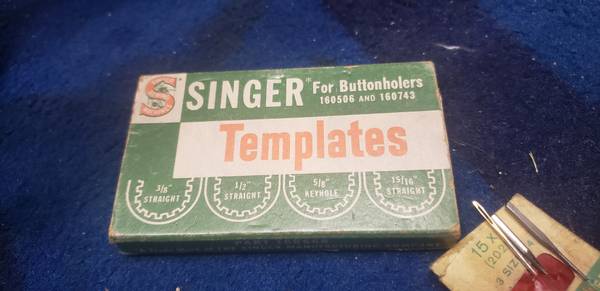 SINGER
For Buttonholers
160506 AND 160743
Templates
3/8"
STRAIGHT
1/2"
STRAIGHT
5/8"
KEYHOLE
15/16"
STRAIGHT
15 X